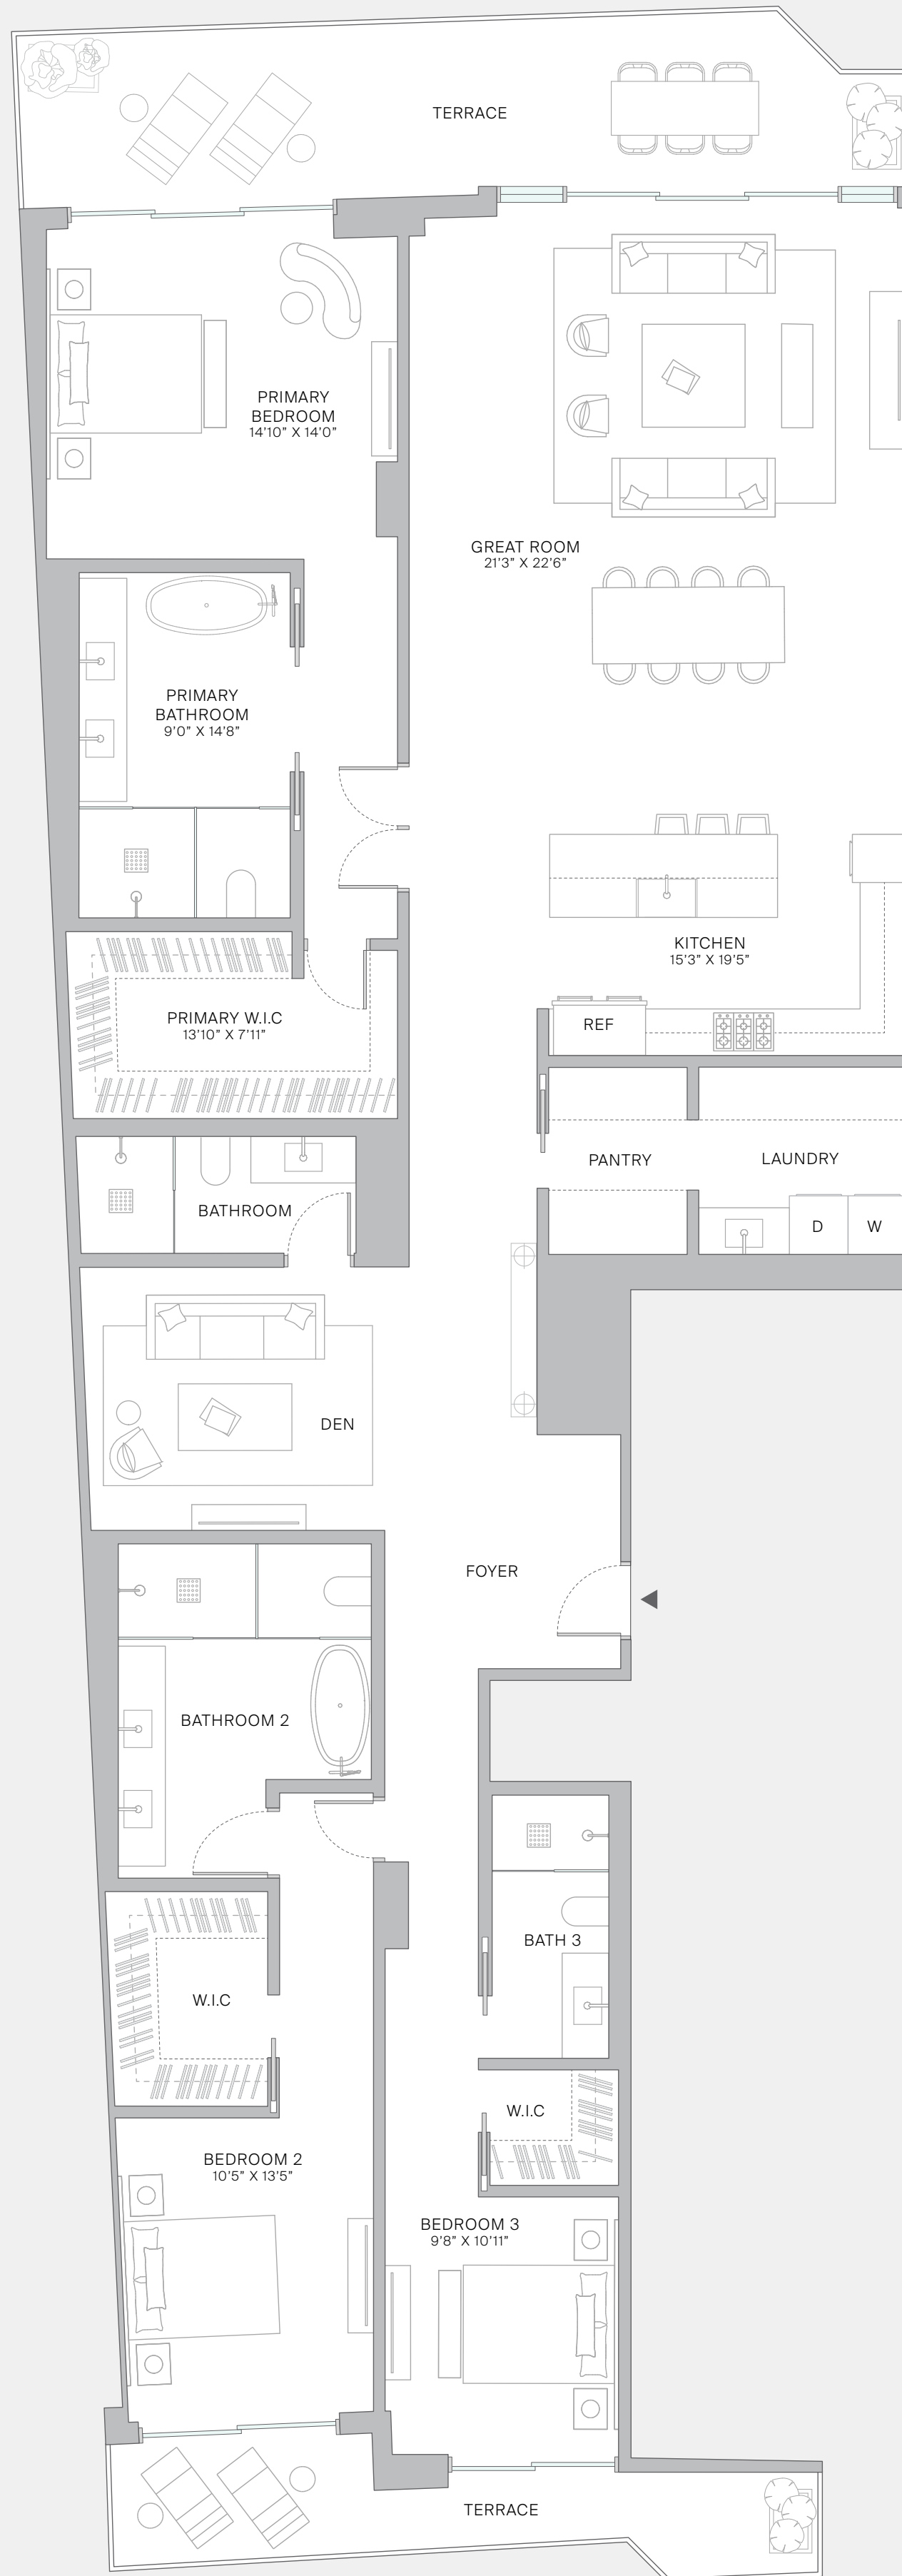 TERRACE
PRIMARY
BEDROOM
14'10" X 14'0"
GREAT ROOM
21'3" X 22'6"
PRIMARY
BATHROOM
9'0" X 14'8"
KITCHEN
15'3" X 19'5"
REF
PRIMARY W.I.C
13'10" X 7'11"
PANTRY
LAUNDRY
BATHROOM
D
W
DEN
FOYER
BATHROOM 2
BATH 3
W.I.C
W.I.C
BEDROOM 2
10'5" X 13'5"
BEDROOM 3
9'8" X 10'11"
TERRACE